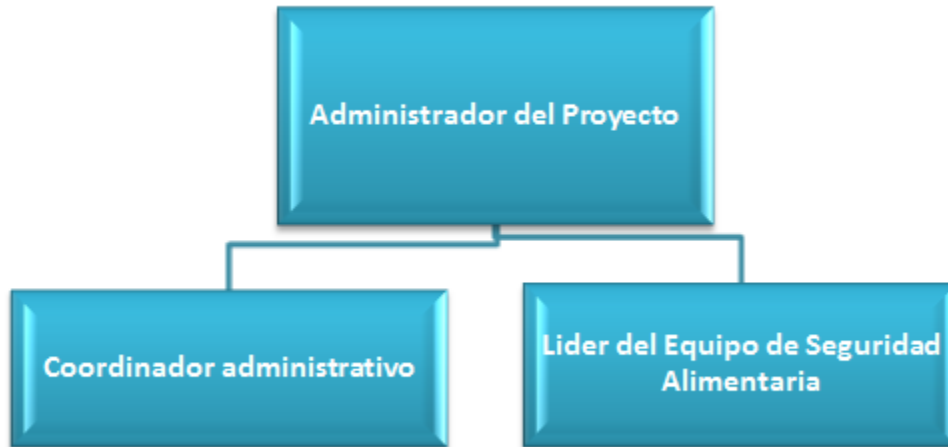 Administrador del Proyecto
Coordinador administrativo
Lider del Equipo de Seguridad
Alimentaria